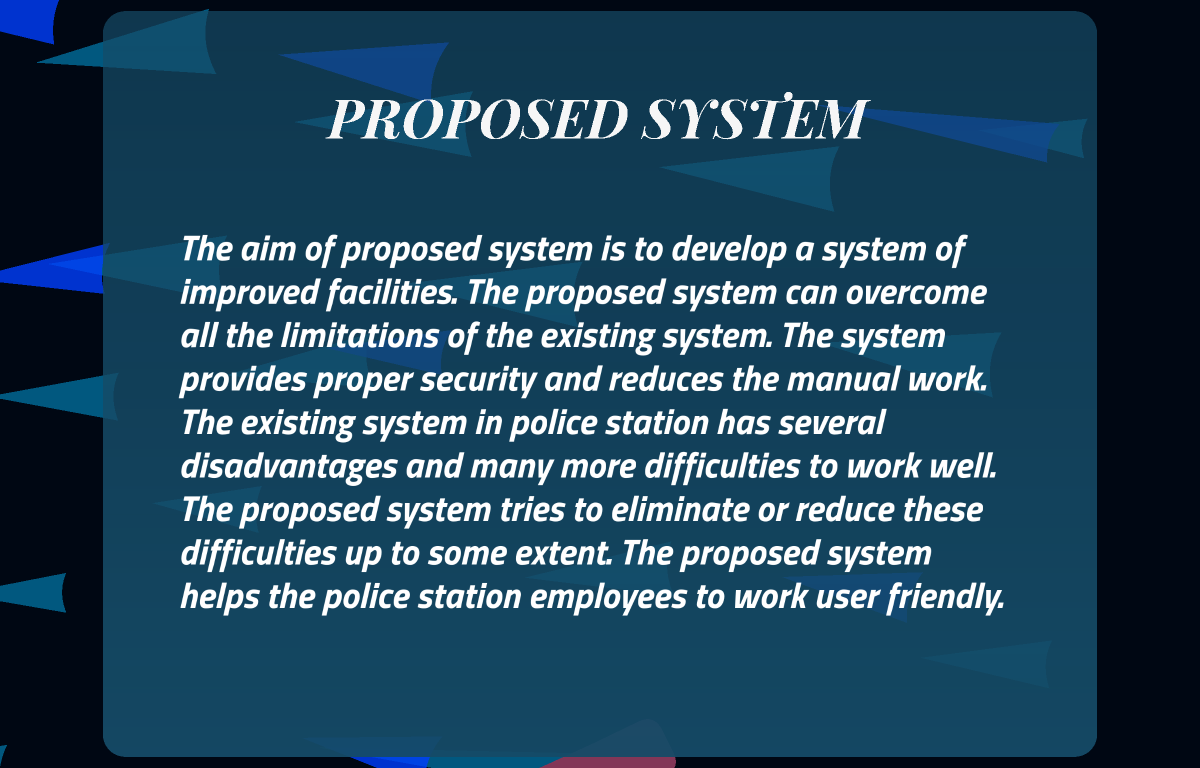 PROPOSED SYSTEM
The aim of proposed system is to develop a system of
improved facilities. The proposed system can overcome
all the limitations of the existing system. The system
provides proper security and reduces the manual work.
The existing system in police station has several
disadvantages and many more difficulties to work well.
The proposed system tries to eliminate or reduce these
difficulties up to some extent. The proposed system
helps the police station employees to work user friendly.